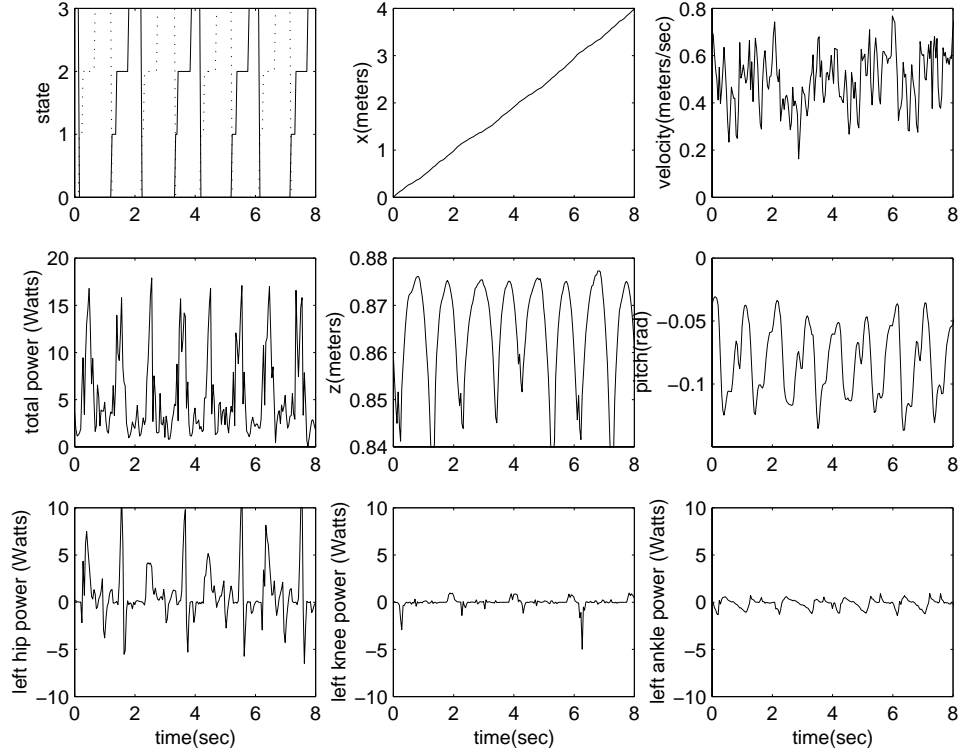 3
2
1
0
state
0 2 4 6 8
4
3
2
1
0
x(meters)
0 2 4 6 8
0.8
0.6
0.4
0.2
0
velocity(meters/sec)
0 2 4 6 8
20
15
10
5
0
total power (Watts)
0 2 4 6 8
0.88
0.87
0.86
0.85
0.84
z(meters)
0 2 4 6 8
−0.05
−0.1
pitch(rad)
0 2 4 6 8
10
5
0
−5
−10
left hip power (Watts)
0 2 4 6 8
time(sec)
10
5
0
−5
−10
left knee power (Watts)
0 2 4 6 8
time(sec)
10
5
0
−5
−10
left ankle power (Watts)
0 2 4 6 8
time(sec)